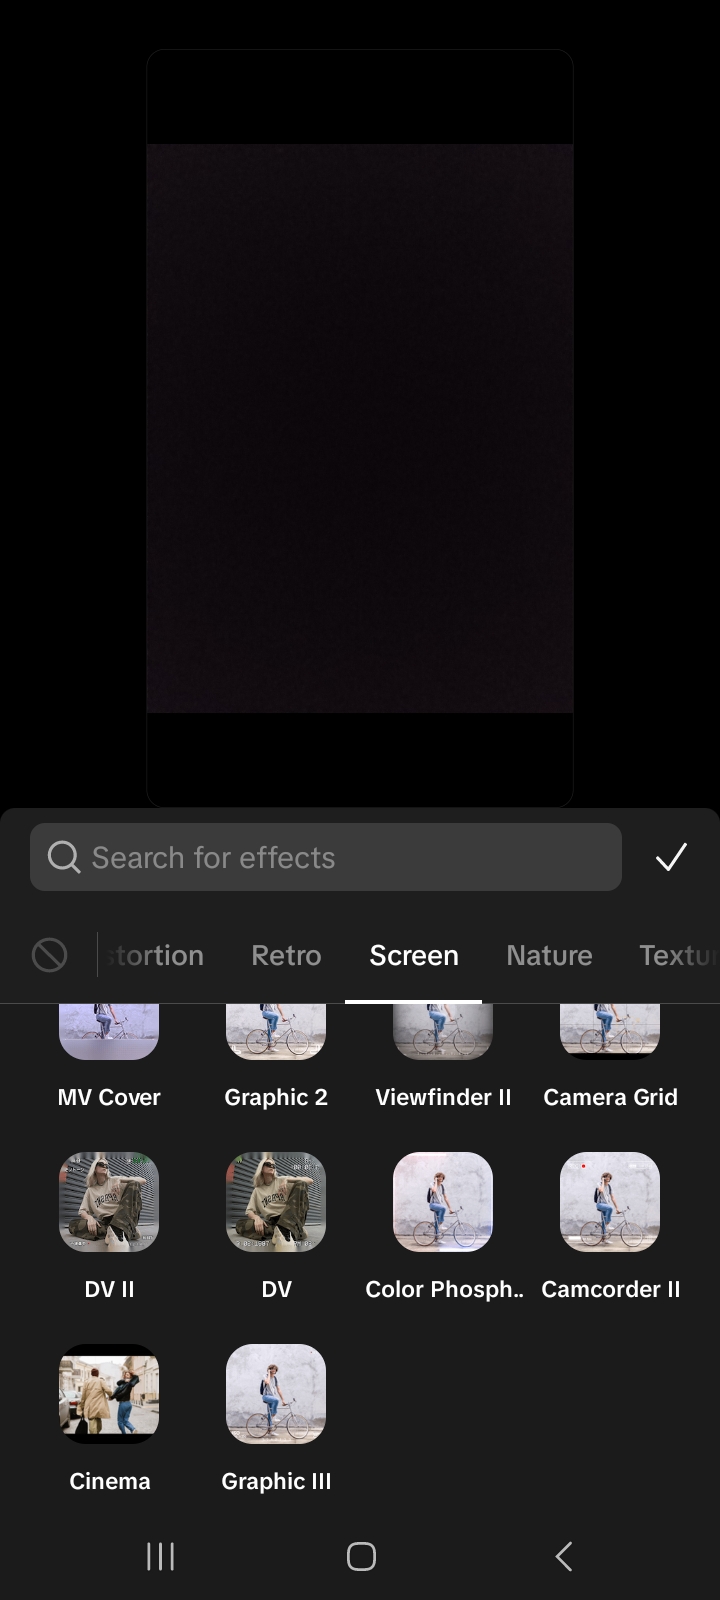 Search for effects
stortion Retro Screen Nature Textu
MV Cover Graphic 2 Viewfinder II Camera Grid
DV II DV Color Phosph.. Camcorder II
Cinema Graphic III